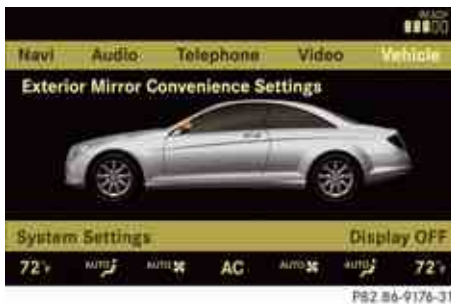 READY
Navi Audio Telephone Video Vehicle
Exterior Mirror Convenience Settings
System Settings Display OFF
72°F AUTO AUTO AC AUTO AUTO 72°F
P82.86-9176-31